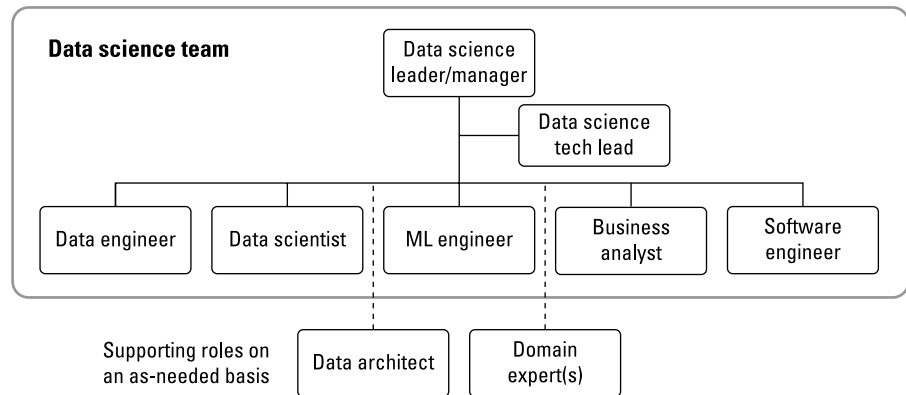 Data science team
Data science
leader/manager
Data science
tech lead
Data engineer
Data scientist
ML engineer
Business
analyst
Software
engineer
Supporting roles on
an as-needed basis
Data architect
Domain
expert(s)